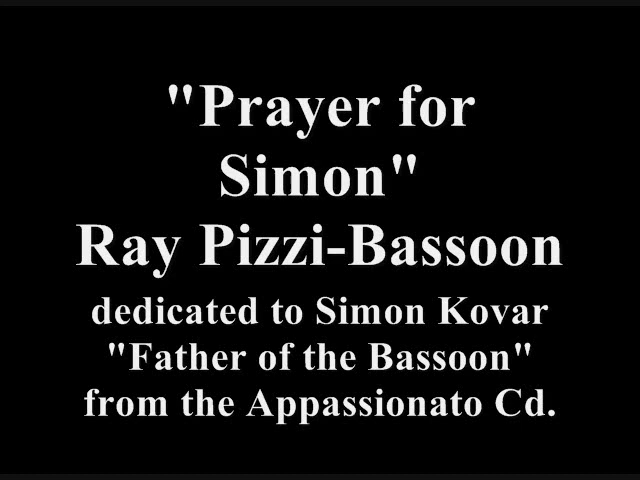 "Prayer for
Simon"
Ray Pizzi-Bassoon
dedicated to Simon Kovar
"Father of the Bassoon"
from the Appassionato Cd.